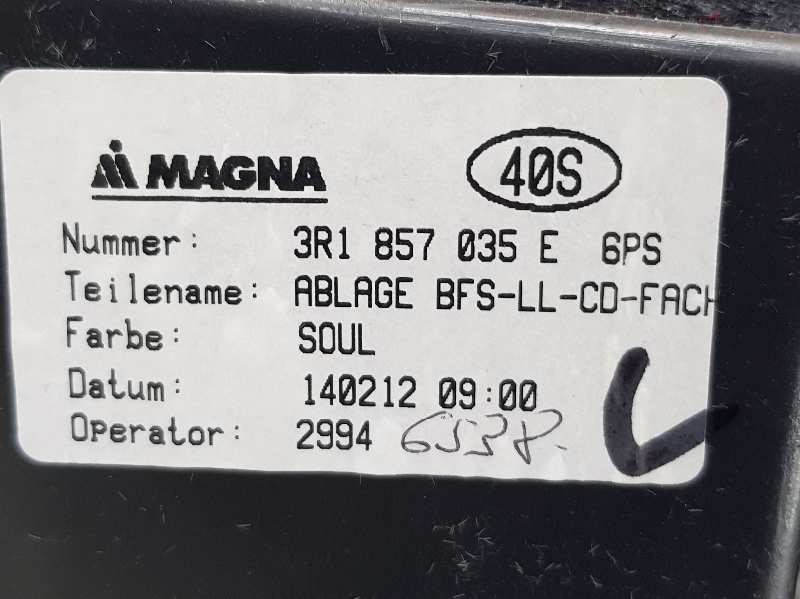 MAGNA 40S
Nummer: 3R1 857 035 E 6PS
Teilename: ABLAGE BFS-LL-CD-FACH
Farbe: SOUL
Datum: 140212 09:00
Operator: 2994